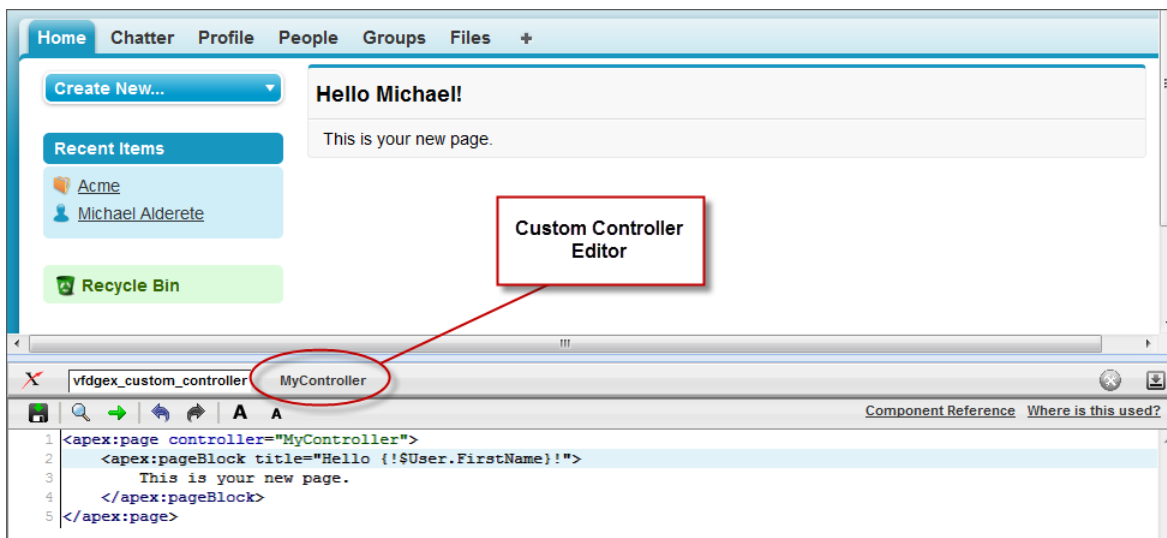 Home Chatter Profile People Groups Files +
Create New...
Hello Michael!
This is your new page.
Recent Items
Acme
Michael Alderete
Custom Controller
Editor
Recycle Bin
vfdgex_custom_controller MyController
A A Component Reference Where is this used?
1 <apex:page controller="MyController">
2 <apex:pageBlock title="Hello {!$User.FirstName}!">
3 This is your new page.
4 </apex:pageBlock>
5 </apex:page>